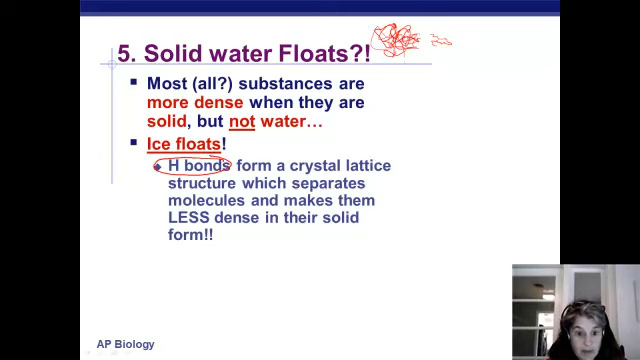 5. Solid water Floats?!
Most (all?) substances are
more dense when they are
solid, but not water…
Ice floats!
H bonds form a crystal lattice
structure which separates
molecules and makes them
LESS dense in their solid
form!!
AP Biology